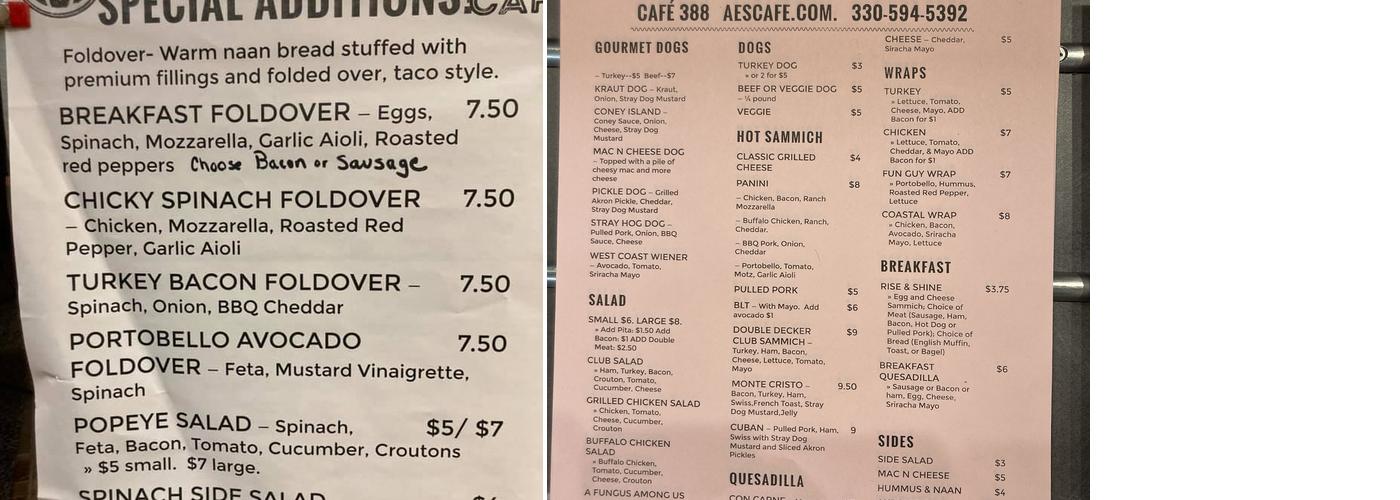 SPECIAL ADDITIONS
Foldover- Warm naan bread stuffed with
premium fillings and folded over, taco style.
BREAKFAST FOLDOVER – Eggs, 7.50
Spinach, Mozzarella, Garlic Aioli, Roasted
red peppers Choose Bacon or Sausage
CHICKY SPINACH FOLDOVER 7.50
– Chicken, Mozzarella, Roasted Red
Pepper, Garlic Aioli
TURKEY BACON FOLDOVER – 7.50
Spinach, Onion, BBQ Cheddar
PORTOBELLO AVOCADO 7.50
FOLDOVER – Feta, Mustard Vinaigrette,
Spinach
POPEYE SALAD – Spinach, $5/ $7
Feta, Bacon, Tomato, Cucumber, Croutons
» $5 small. $7 large.
SPINACH SIDE SALAD
CAFÉ 388 AESCAFE.COM. 330-594-5392
GOURMET DOGS
– Turkey--$5 Beef--$7
KRAUT DOG – Kraut,
Onion, Stray Dog Mustard
CONEY ISLAND –
Coney Sauce, Onion,
Cheese, Stray Dog
Mustard
MAC N CHEESE DOG
– Topped with a pile of
cheesy mac and more
cheese
PICKLE DOG – Grilled
Akron Pickle, Cheddar,
Stray Dog Mustard
STRAY HOG DOG –
Pulled Pork, Onion, BBQ
Sauce, Cheese
WEST COAST WIENER
– Avocado, Tomato,
Sriracha Mayo
SALAD
SMALL $6. LARGE $8.
» Add Pita: $1.50 Add
Bacon: $1 ADD Double
Meat: $2.50
CLUB SALAD
» Ham, Turkey, Bacon,
Crouton, Tomato,
Cucumber, Cheese
GRILLED CHICKEN SALAD
» Chicken, Tomato,
Cheese, Cucumber,
Crouton
BUFFALO CHICKEN
SALAD
» Buffalo Chicken,
Tomato, Cucumber,
Cheese, Crouton
A FUNGUS AMONG US
DOGS
TURKEY DOG $3
» or 2 for $5
BEEF OR VEGGIE DOG $5
– ¼ pound
VEGGIE $5
HOT SAMMICH
CLASSIC GRILLED $4
CHEESE
PANINI $8
– Chicken, Bacon, Ranch
Mozzarella
– Buffalo Chicken, Ranch,
Cheddar.
– BBQ Pork, Onion,
Cheddar
– Portobello, Tomato,
Motz, Garlic Aioli
PULLED PORK $5
BLT – With Mayo. Add $6
avocado $1
DOUBLE DECKER $9
CLUB SAMMICH –
Turkey, Ham, Bacon,
Cheese, Lettuce, Tomato,
Mayo
MONTE CRISTO – 9.50
Bacon, Turkey, Ham,
Swiss,French Toast, Stray
Dog Mustard,Jelly
CUBAN – Pulled Pork, Ham, 9
Swiss with Stray Dog
Mustard and Sliced Akron
Pickles
QUESADILLA
CON CARNE
CHEESE – Cheddar, $5
Siracha Mayo
WRAPS
TURKEY $5
» Lettuce, Tomato,
Cheese, Mayo, ADD
Bacon for $1
CHICKEN $7
» Lettuce, Tomato,
Cheddar, & Mayo ADD
Bacon for $1
FUN GUY WRAP $7
» Portobello, Hummus,
Roasted Red Pepper,
Lettuce
COASTAL WRAP $8
» Chicken, Bacon,
Avocado, Sriracha
Mayo, Lettuce
BREAKFAST
RISE & SHINE $3.75
» Egg and Cheese
Sammich; Choice of
Meat (Sausage, Ham,
Bacon, Hot Dog or
Pulled Pork); Choice of
Bread (English Muffin,
Toast, or Bagel)
BREAKFAST $6
QUESADILLA
» Sausage or Bacon or
ham, Egg, Cheese,
Sriracha Mayo
SIDES
SIDE SALAD $3
MAC N CHEESE $5
HUMMUS & NAAN $4